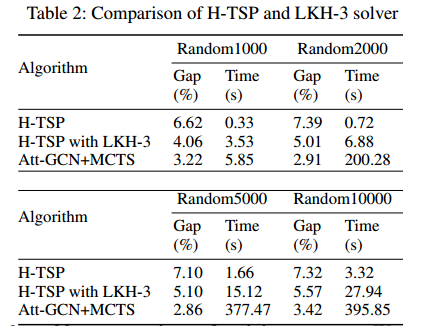 Table 2: Comparison of H-TSP and LKH-3 solver
Algorithm Random1000 Random2000
Gap (%) Time (s) Gap (%) Time (s)
H-TSP 6.62 0.33 7.39 0.72
H-TSP with LKH-3 4.06 3.53 5.01 6.88
Att-GCN+MCTS 3.22 5.85 2.91 200.28
Algorithm Random5000 Random10000
Gap (%) Time (s) Gap (%) Time (s)
H-TSP 7.10 1.66 7.32 3.32
H-TSP with LKH-3 5.10 15.12 5.57 27.94
Att-GCN+MCTS 2.86 377.47 3.42 395.85